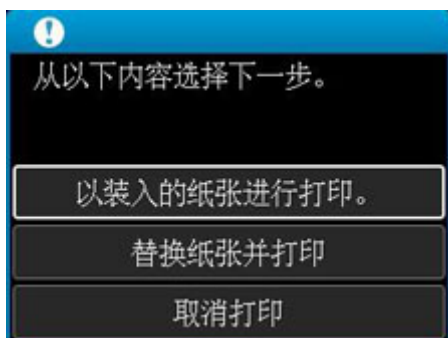 从以下内容选择下一步。
以装入的纸张进行打印。
替换纸张并打印
取消打印